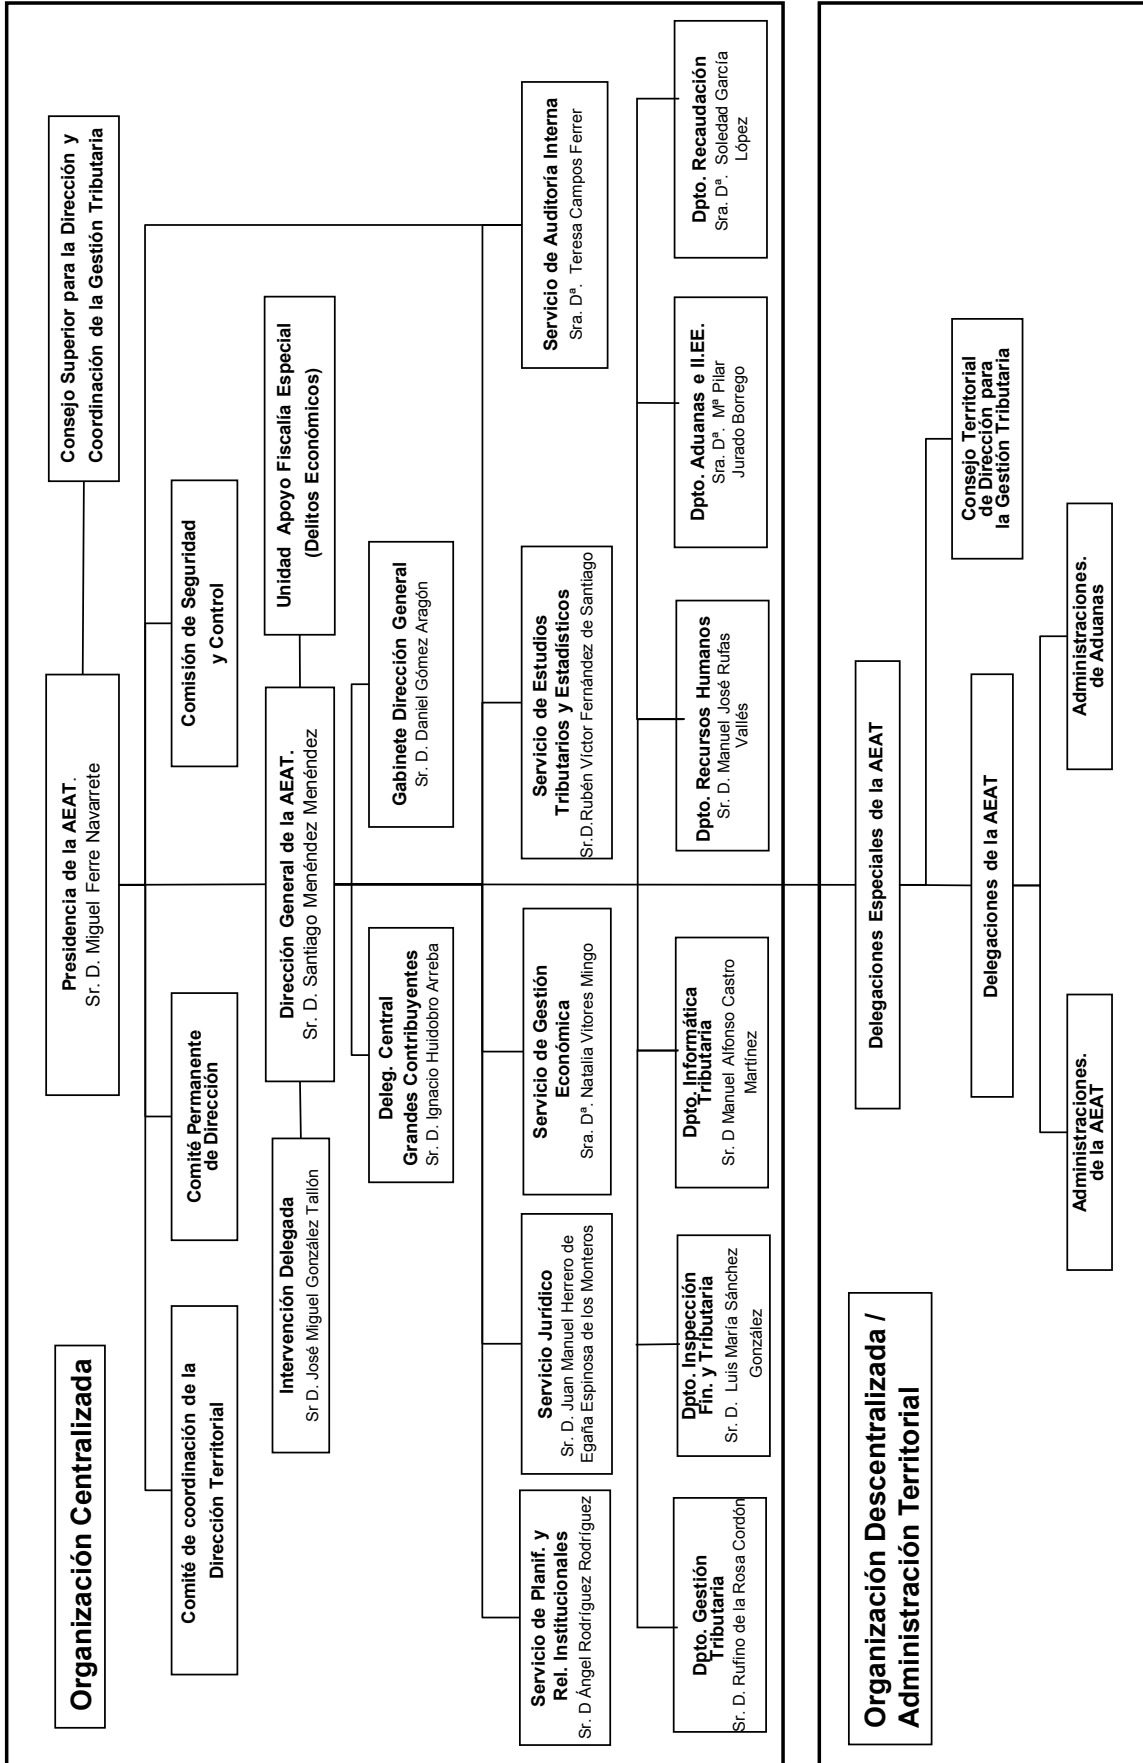 Organización Centralizada
Presidencia de la AEAT.
Sr. D. Miguel Ferre Navarrete
Consejo Superior para la Dirección y
Coordinación de la Gestión Tributaria
Comité de coordinación de la
Dirección Territorial
Comité Permanente
de Dirección
Comisión de Seguridad
y Control
Intervención Delegada
Sr D. José Miguel González Tallón
Dirección General de la AEAT.
Sr. D. Santiago Menéndez Menéndez
Unidad Apoyo Fiscalía Especial
(Delitos Económicos)
Deleg. Central
Grandes Contribuyentes
Sr. D. Ignacio Huidobro Arreba
Gabinete Dirección General
Sr. D. Daniel Gómez Aragón
Servicio de Planif. y
Rel. Institucionales
Sr. D Ángel Rodríguez Rodríguez
Servicio Jurídico
Sr. D. Juan Manuel Herrero de
Egaña Espinosa de los Monteros
Servicio de Gestión
Económica
Sra. Dª. Natalia Vitores Mingo
Servicio de Estudios
Tributarios y Estadísticos
Sr.D.Rubén Víctor Fernández de Santiago
Servicio de Auditoría Interna
Sra. Dª. Teresa Campos Ferrer
Dpto. Gestión
Tributaria
Sr. D. Rufino de la Rosa Cordón
Dpto. Inspección
Fin. y Tributaria
Sr. D. Luis María Sánchez
González
Dpto. Informática
Tributaria
Sr. D Manuel Alfonso Castro
Martínez
Dpto. Recursos Humanos
Sr. D. Manuel José Rufas
Vallés
Dpto. Aduanas e II.EE.
Sra. Dª. Mª Pilar
Jurado Borrego
Dpto. Recaudación
Sra. Dª. Soledad García
López
Organización Descentralizada /
Administración Territorial
Delegaciones Especiales de la AEAT
Consejo Territorial
de Dirección para
la Gestión Tributaria
Delegaciones de la AEAT
Administraciones.
de la AEAT
Administraciones.
de Aduanas